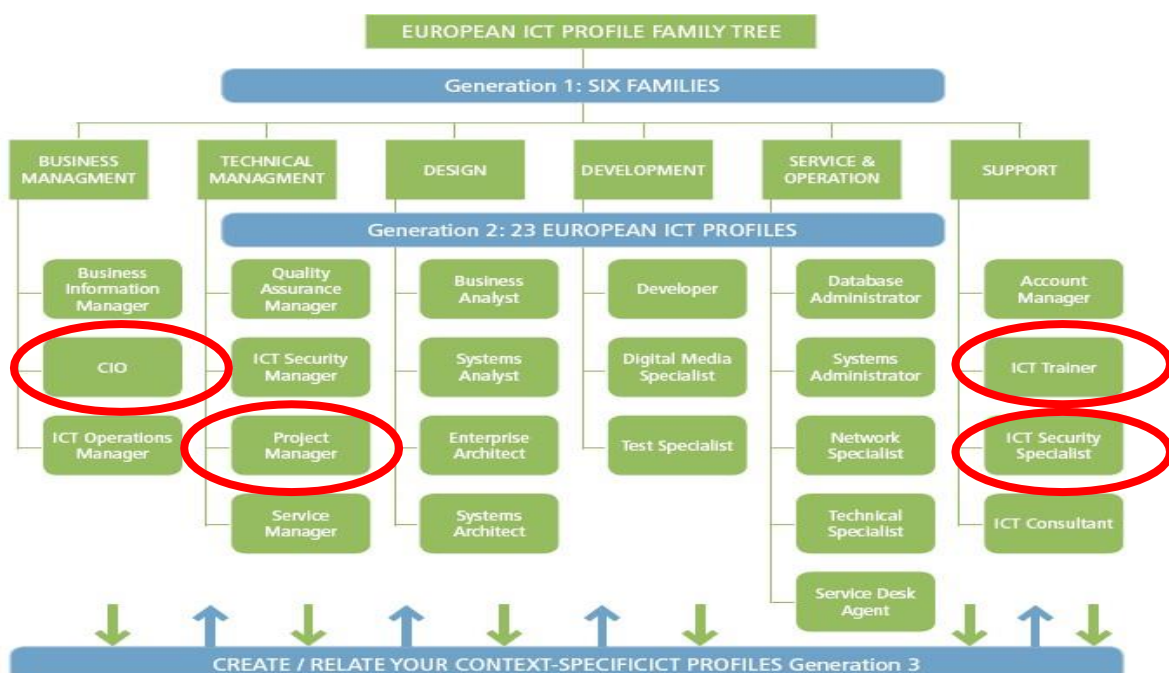 EUROPEAN ICT PROFILE FAMILY TREE
Generation 1: SIX FAMILIES
BUSINESS
MANAGMENT
TECHNICAL
MANAGMENT
DESIGN
DEVELOPMENT
SERVICE &
OPERATION
SUPPORT
Generation 2: 23 EUROPEAN ICT PROFILES
Business
Information
Manager
CIO
ICT Operations
Manager
Quality
Assurance
Manager
ICT Security
Manager
Project
Manager
Service
Manager
Business
Analyst
Systems
Analyst
Enterprise
Architect
Systems
Architect
Developer
Digital Media
Specialist
Test Specialist
Database
Administrator
Systems
Administrator
Network
Specialist
Technical
Specialist
Service Desk
Agent
Account
Manager
ICT Trainer
ICT Security
Specialist
ICT Consultant
CREATE / RELATE YOUR CONTEXT-SPECIFICICT PROFILES Generation 3